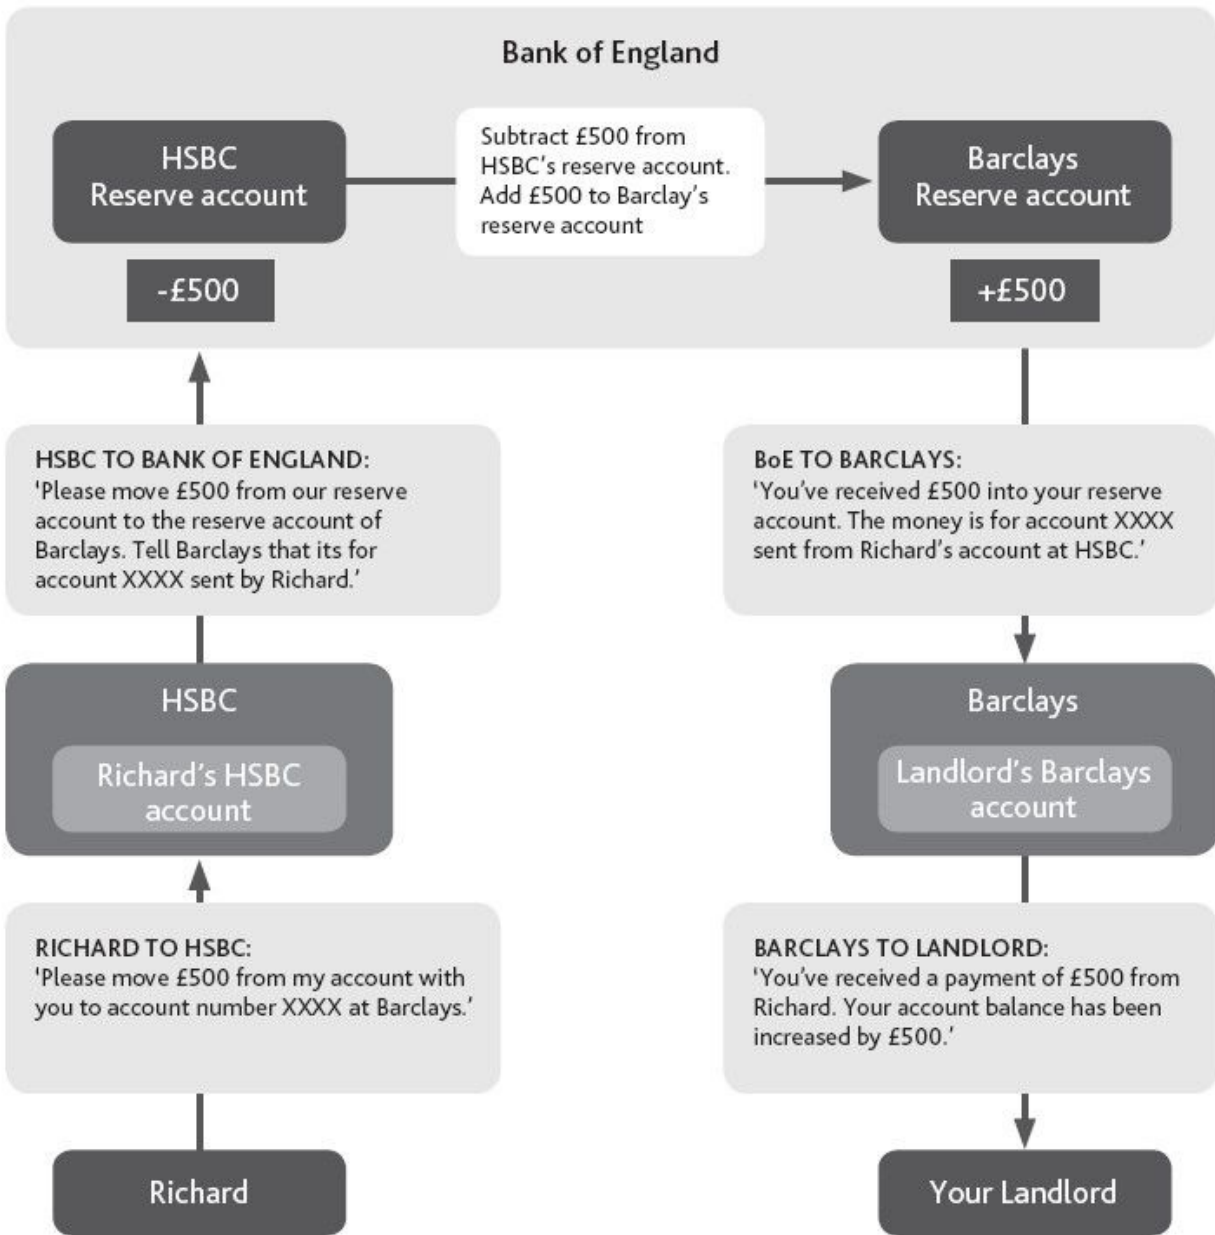 Bank of England
HSBC
Reserve account
Subtract £500 from
HSBC's reserve account.
Add £500 to Barclay's
reserve account
Barclays
Reserve account
-£500
+£500
HSBC TO BANK OF ENGLAND:
'Please move £500 from our reserve
account to the reserve account of
Barclays. Tell Barclays that its for
account XXXX sent by Richard.'
BoE TO BARCLAYS:
'You've received £500 into your reserve
account. The money is for account XXXX
sent from Richard's account at HSBC.'
HSBC
Richard's HSBC
account
Barclays
Landlord's Barclays
account
RICHARD TO HSBC:
'Please move £500 from my account with
you to account number XXXX at Barclays.'
BARCLAYS TO LANDLORD:
'You've received a payment of £500 from
Richard. Your account balance has been
increased by £500.'
Richard
Your Landlord